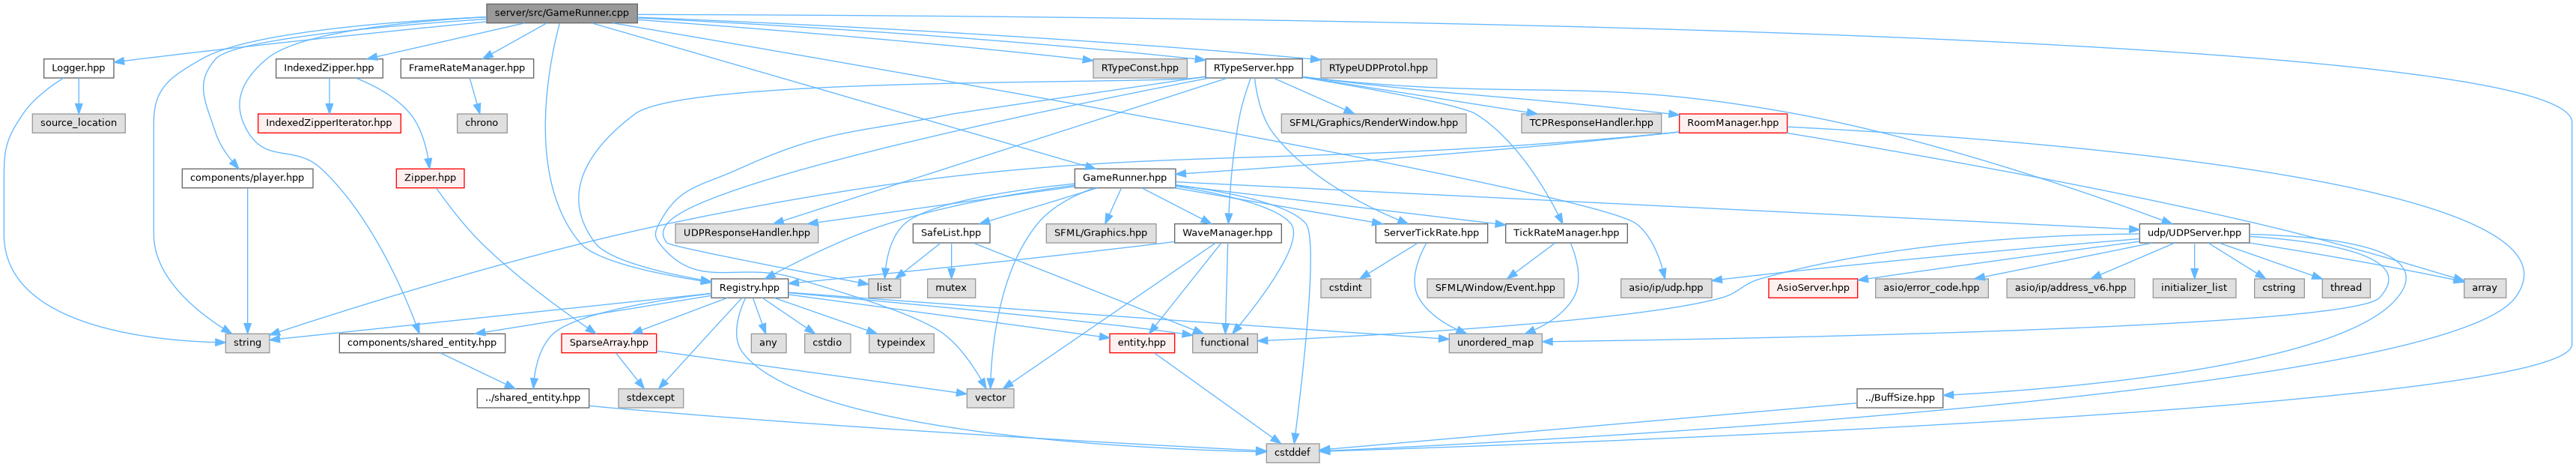 server/src/GameRunner.cpp
Logger.hpp
IndexedZipper.hpp
FrameRateManager.hpp
RTypeConst.hpp
RTypeServer.hpp
RTypeUDPProtol.hpp
source_location
IndexedZipperIterator.hpp
chrono
SFML/Graphics/RenderWindow.hpp
TCPResponseHandler.hpp
RoomManager.hpp
components/player.hpp
Zipper.hpp
GameRunner.hpp
UDPResponseHandler.hpp
SafeList.hpp
SFML/Graphics.hpp
WaveManager.hpp
ServerTickRate.hpp
TickRateManager.hpp
udp/UDPServer.hpp
Registry.hpp
list
mutex
cstdint
SFML/Window/Event.hpp
asio/ip/udp.hpp
AsioServer.hpp
asio/error_code.hpp
asio/ip/address_v6.hpp
initializer_list
cstring
thread
array
string
components/shared_entity.hpp
SparseArray.hpp
any
cstdio
typeindex
entity.hpp
functional
unordered_map
../shared_entity.hpp
stdexcept
vector
../BuffSize.hpp
cstddef